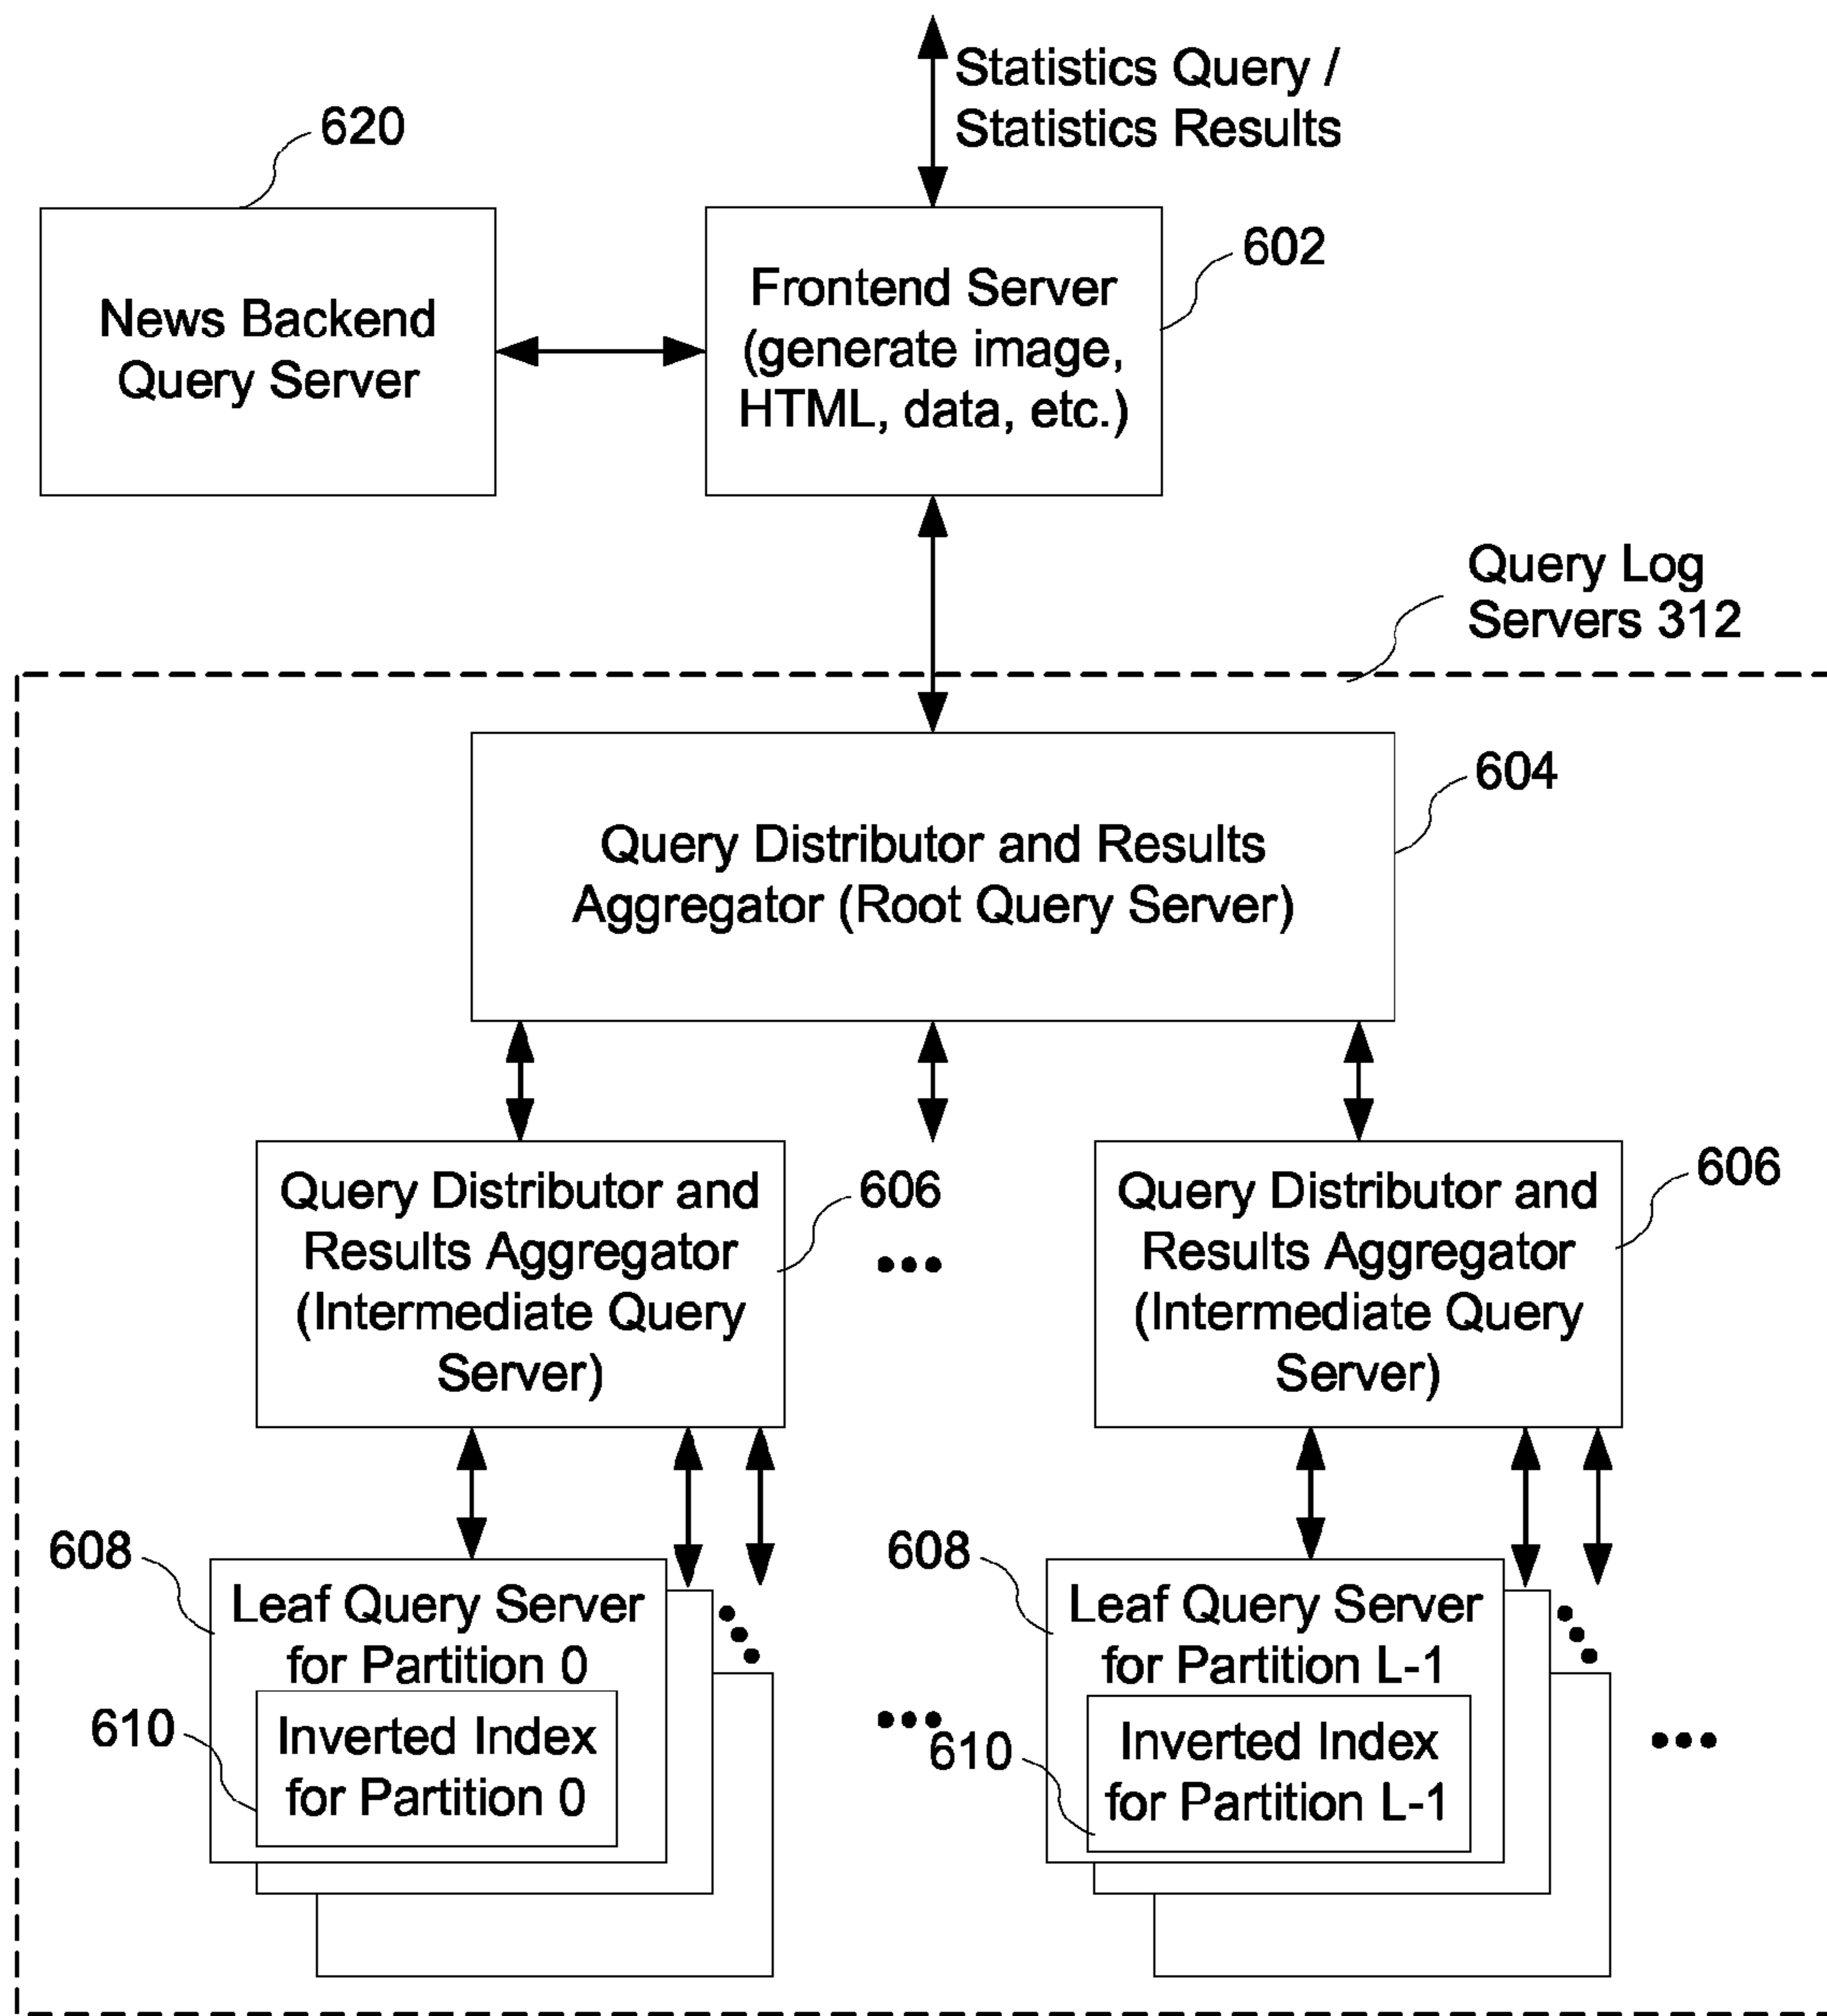 Statistics Query /
Statistics Results
620
602
News Backend
Query Server
Frontend Server
(generate image,
HTML, data, etc.)
Query Log
Servers 312
604
Query Distributor and Results
Aggregator (Root Query Server)
606
Query Distributor and
Results Aggregator
(Intermediate Query
Server)
...
606
Query Distributor and
Results Aggregator
(Intermediate Query
Server)
608
Leaf Query Server
for Partition 0
610
Inverted Index
for Partition 0
...
608
Leaf Query Server
for Partition L-1
610
Inverted Index
for Partition L-1
...